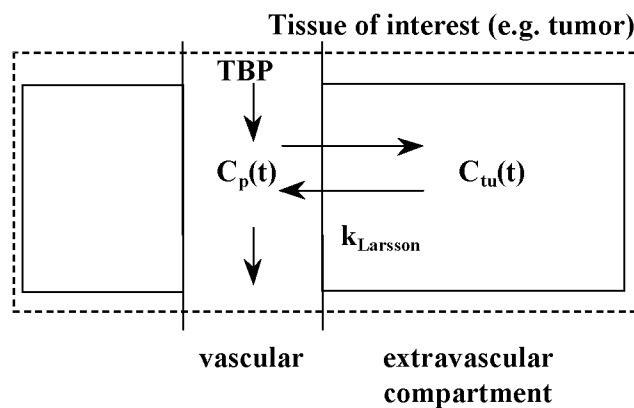 Tissue of interest (e.g. tumor)
TBP
Cp(t)
Ctu(t)
kLarsson
vascular
extravascular
compartment